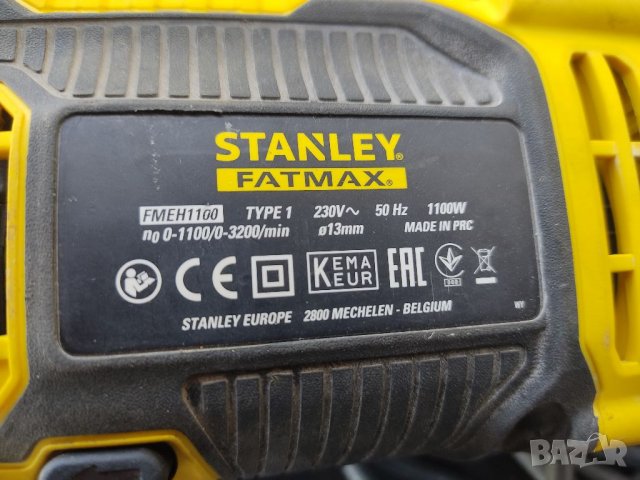 STANLEY®
FATMAX®
FMEH1100 TYPE 1 230V~ 50 Hz 1100W
n0 0-1100/0-3200/min ø13mm MADE IN PRC
CE KEMA KEUR EAC
STANLEY EUROPE 2800 MECHELEN - BELGIUM
BAZAR